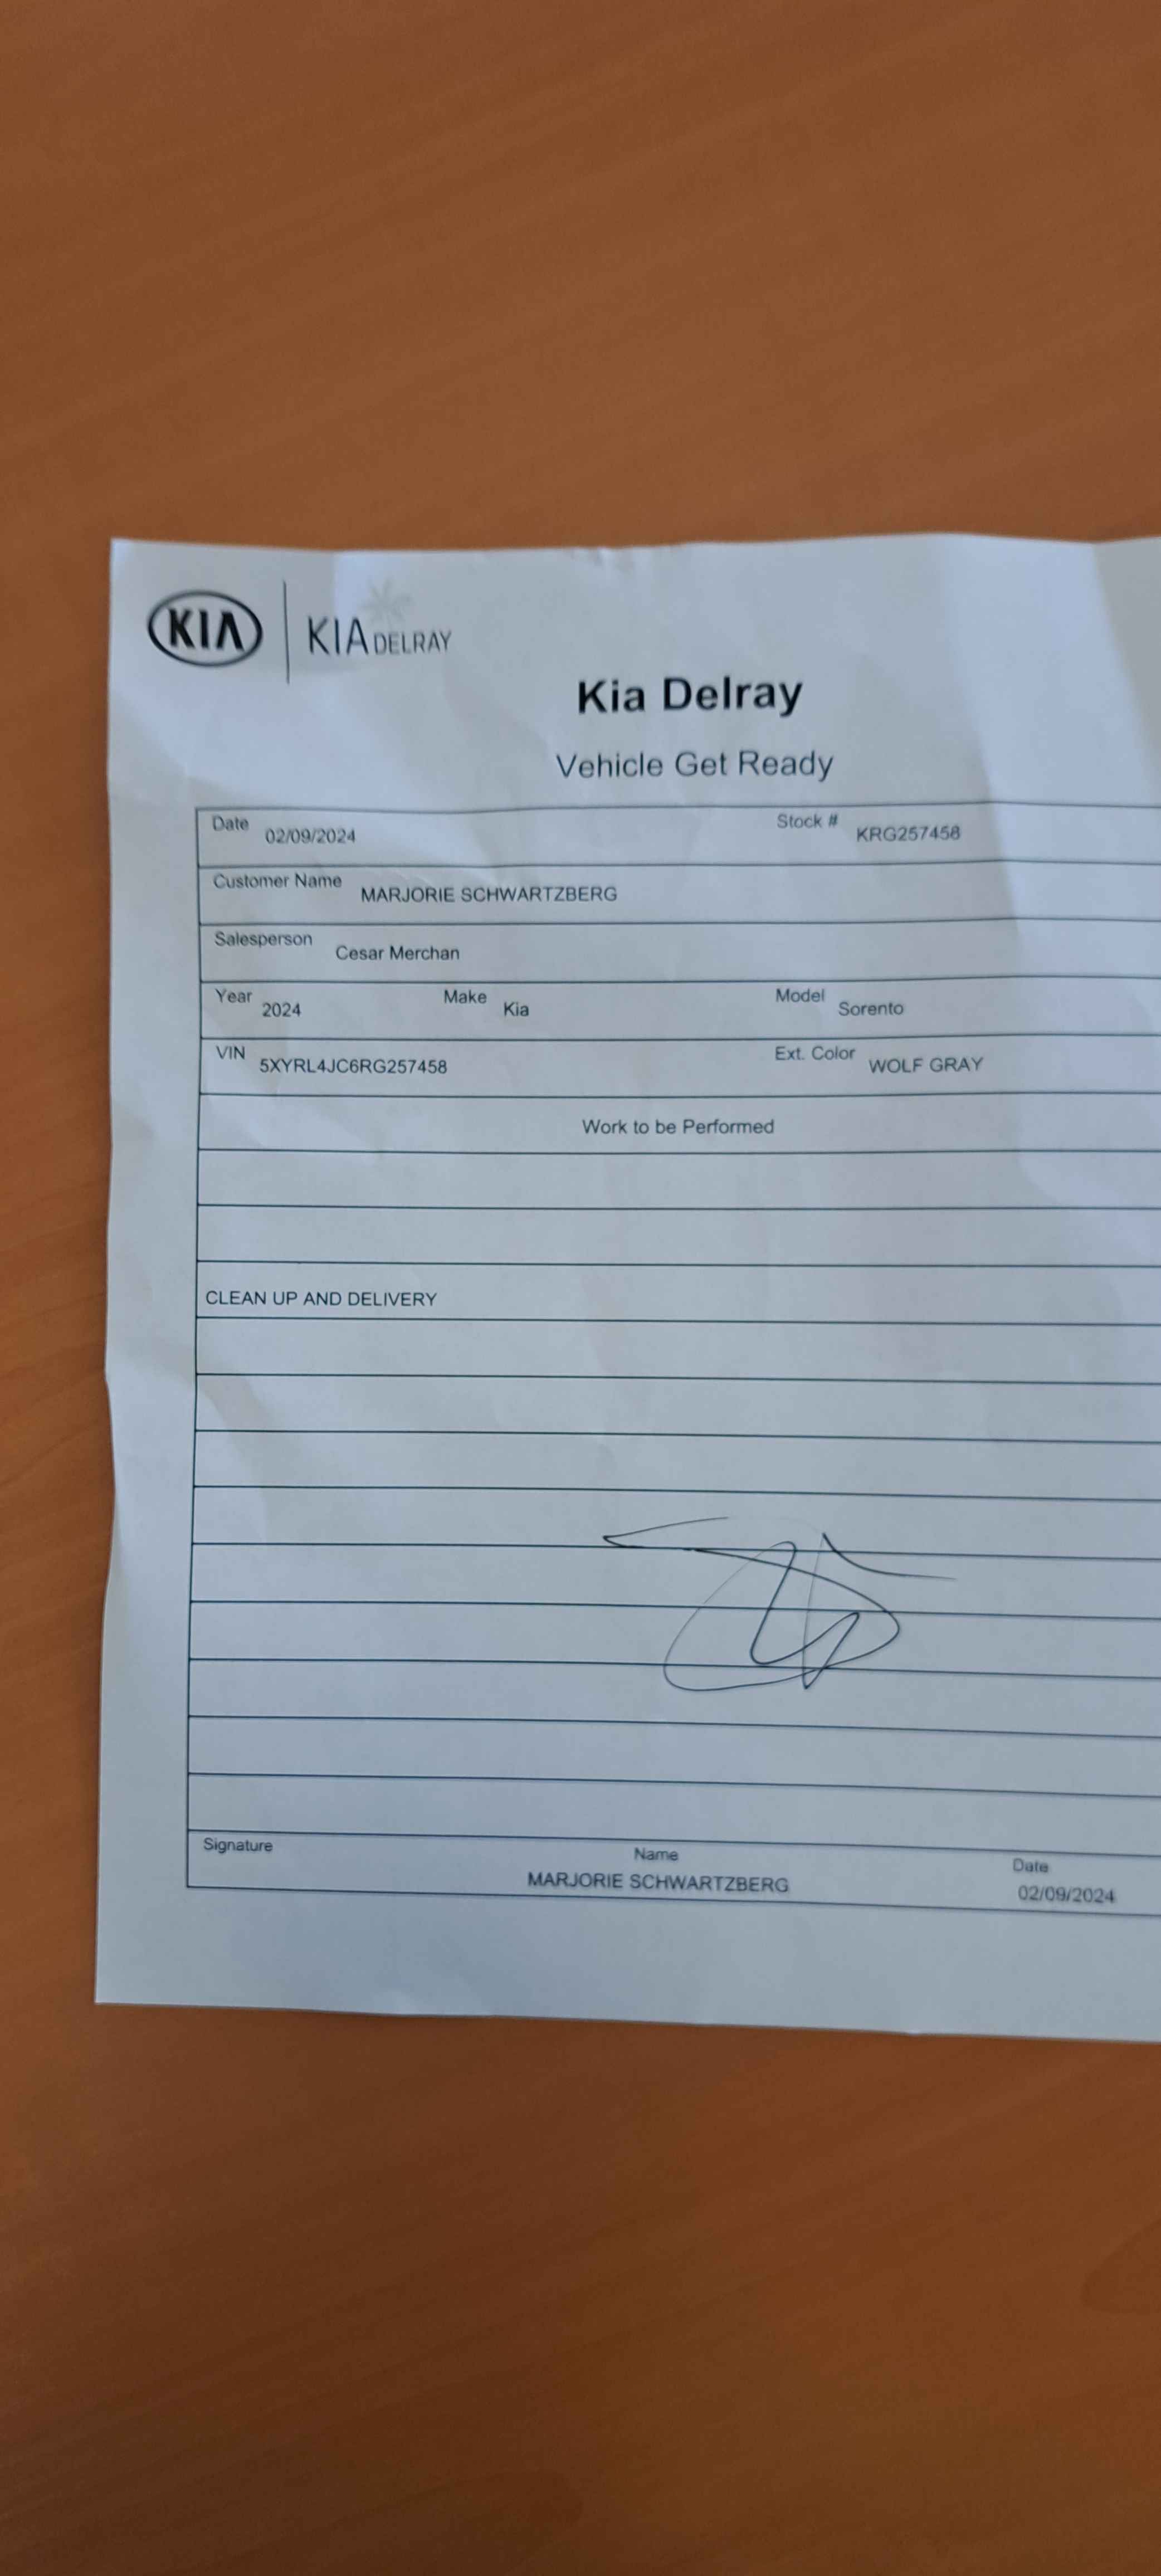 KIA KIA DELRAY
Kia Delray
Vehicle Get Ready
Date 02/09/2024 Stock # KRG257458
Customer Name MARJORIE SCHWARTZBERG
Salesperson Cesar Merchan
Year 2024 Make Kia Model Sorento
VIN 5XYRL4JC6RG257458 Ext. Color WOLF GRAY
Work to be Performed
CLEAN UP AND DELIVERY
Signature Name Date
MARJORIE SCHWARTZBERG 02/09/2024